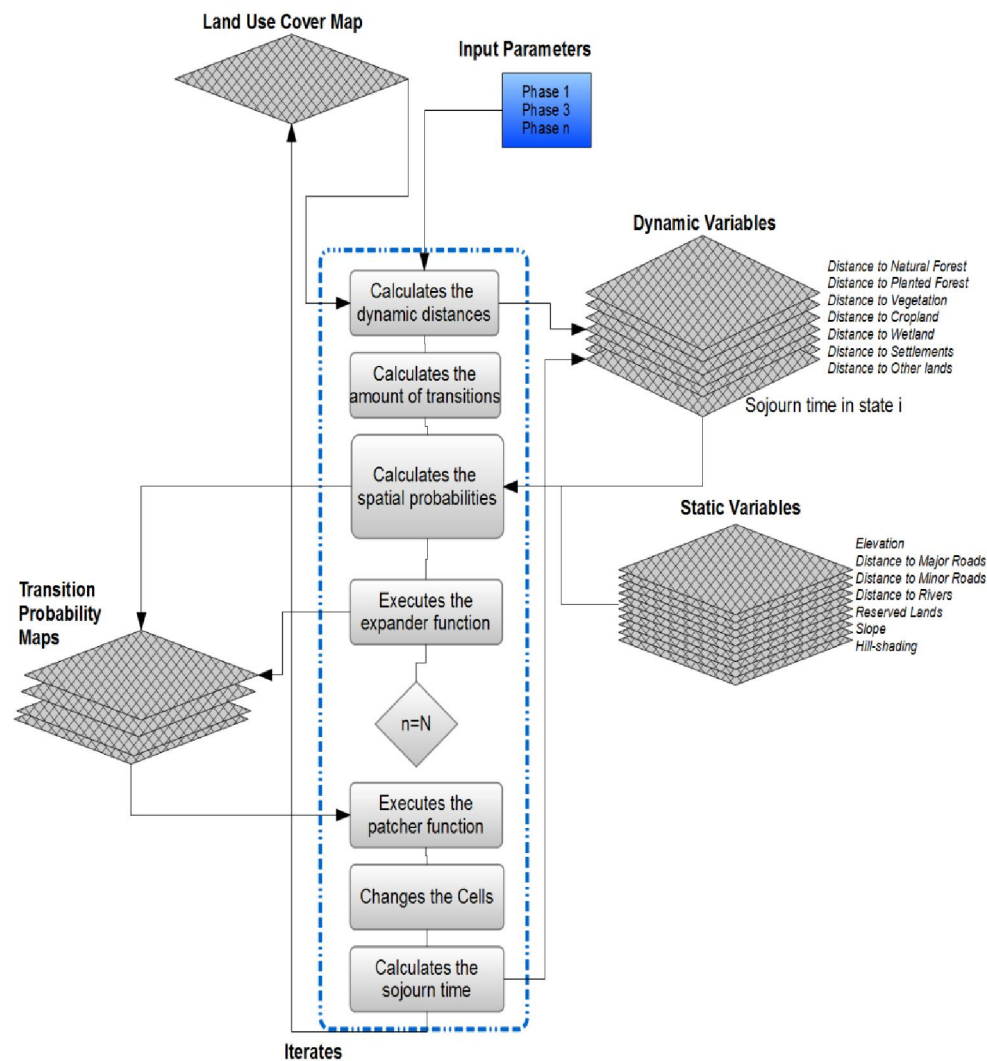 Land Use Cover Map
Input Parameters
Phase 1
Phase 3
Phase n
Dynamic Variables
Distance to Natural Forest
Distance to Planted Forest
Distance to Vegetation
Distance to Cropland
Distance to Wetland
Distance to Settlements
Distance to Other lands
Sojourn time in state i
Calculates the
dynamic distances
Calculates the
amount of transitions
Calculates the
spatial probabilities
Static Variables
Elevation
Distance to Major Roads
Distance to Minor Roads
Distance to Rivers
Reserved Lands
Slope
Hill-shading
Transition
Probability
Maps
Executes the
expander function
n=N
Executes the
patcher function
Changes the Cells
Calculates the
sojourn time
Iterates